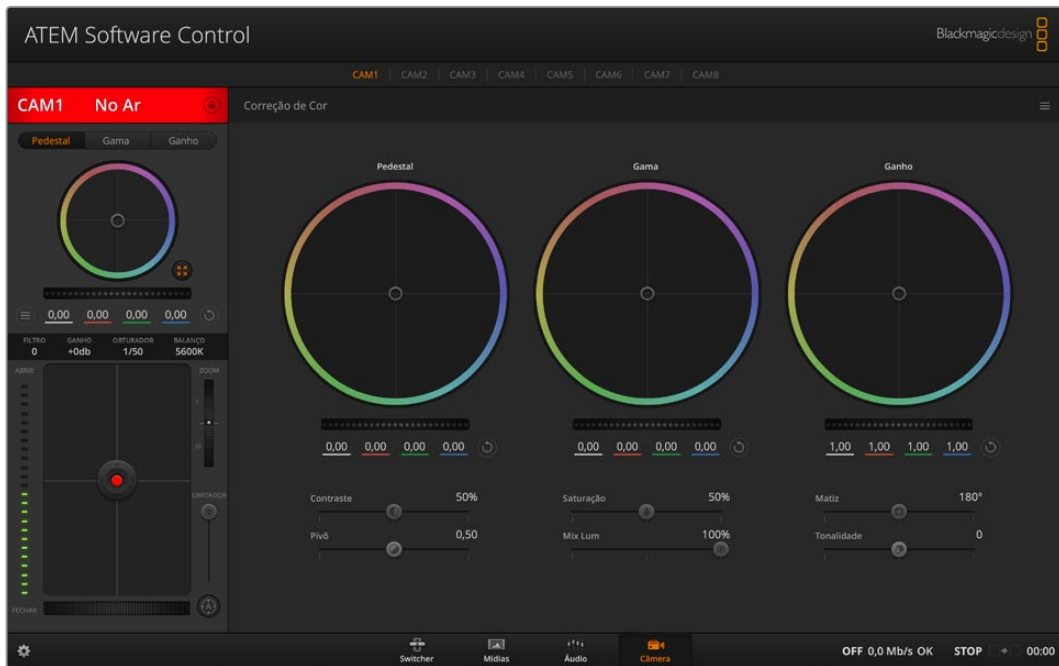 ATEM Software Control
Blackmagicdesign
CAM1 CAM2 CAM3 CAM4 CAM5 CAM6 CAM7 CAM8
CAM1 No Ar
Correção de Cor
Pedestal Gama Ganho
Pedestal Gama Ganho
0,00 0,00 0,00 0,00
FILTRO GANHO OBTURADOR BALANÇO
0 +0db 1/50 5600K
ABRIR ZOOM
T
W
LIMITADOR
FECHAR
0,00 0,00 0,00 0,00
0,00 0,00 0,00 0,00
1,00 1,00 1,00 1,00
Contraste 50%
Saturação 50%
Matiz 180°
Pivô 0,50
Mix Lum 100%
Tonalidade 0
Switcher Mídias Áudio Câmera
OFF 0,0 Mb/s OK STOP 00:00